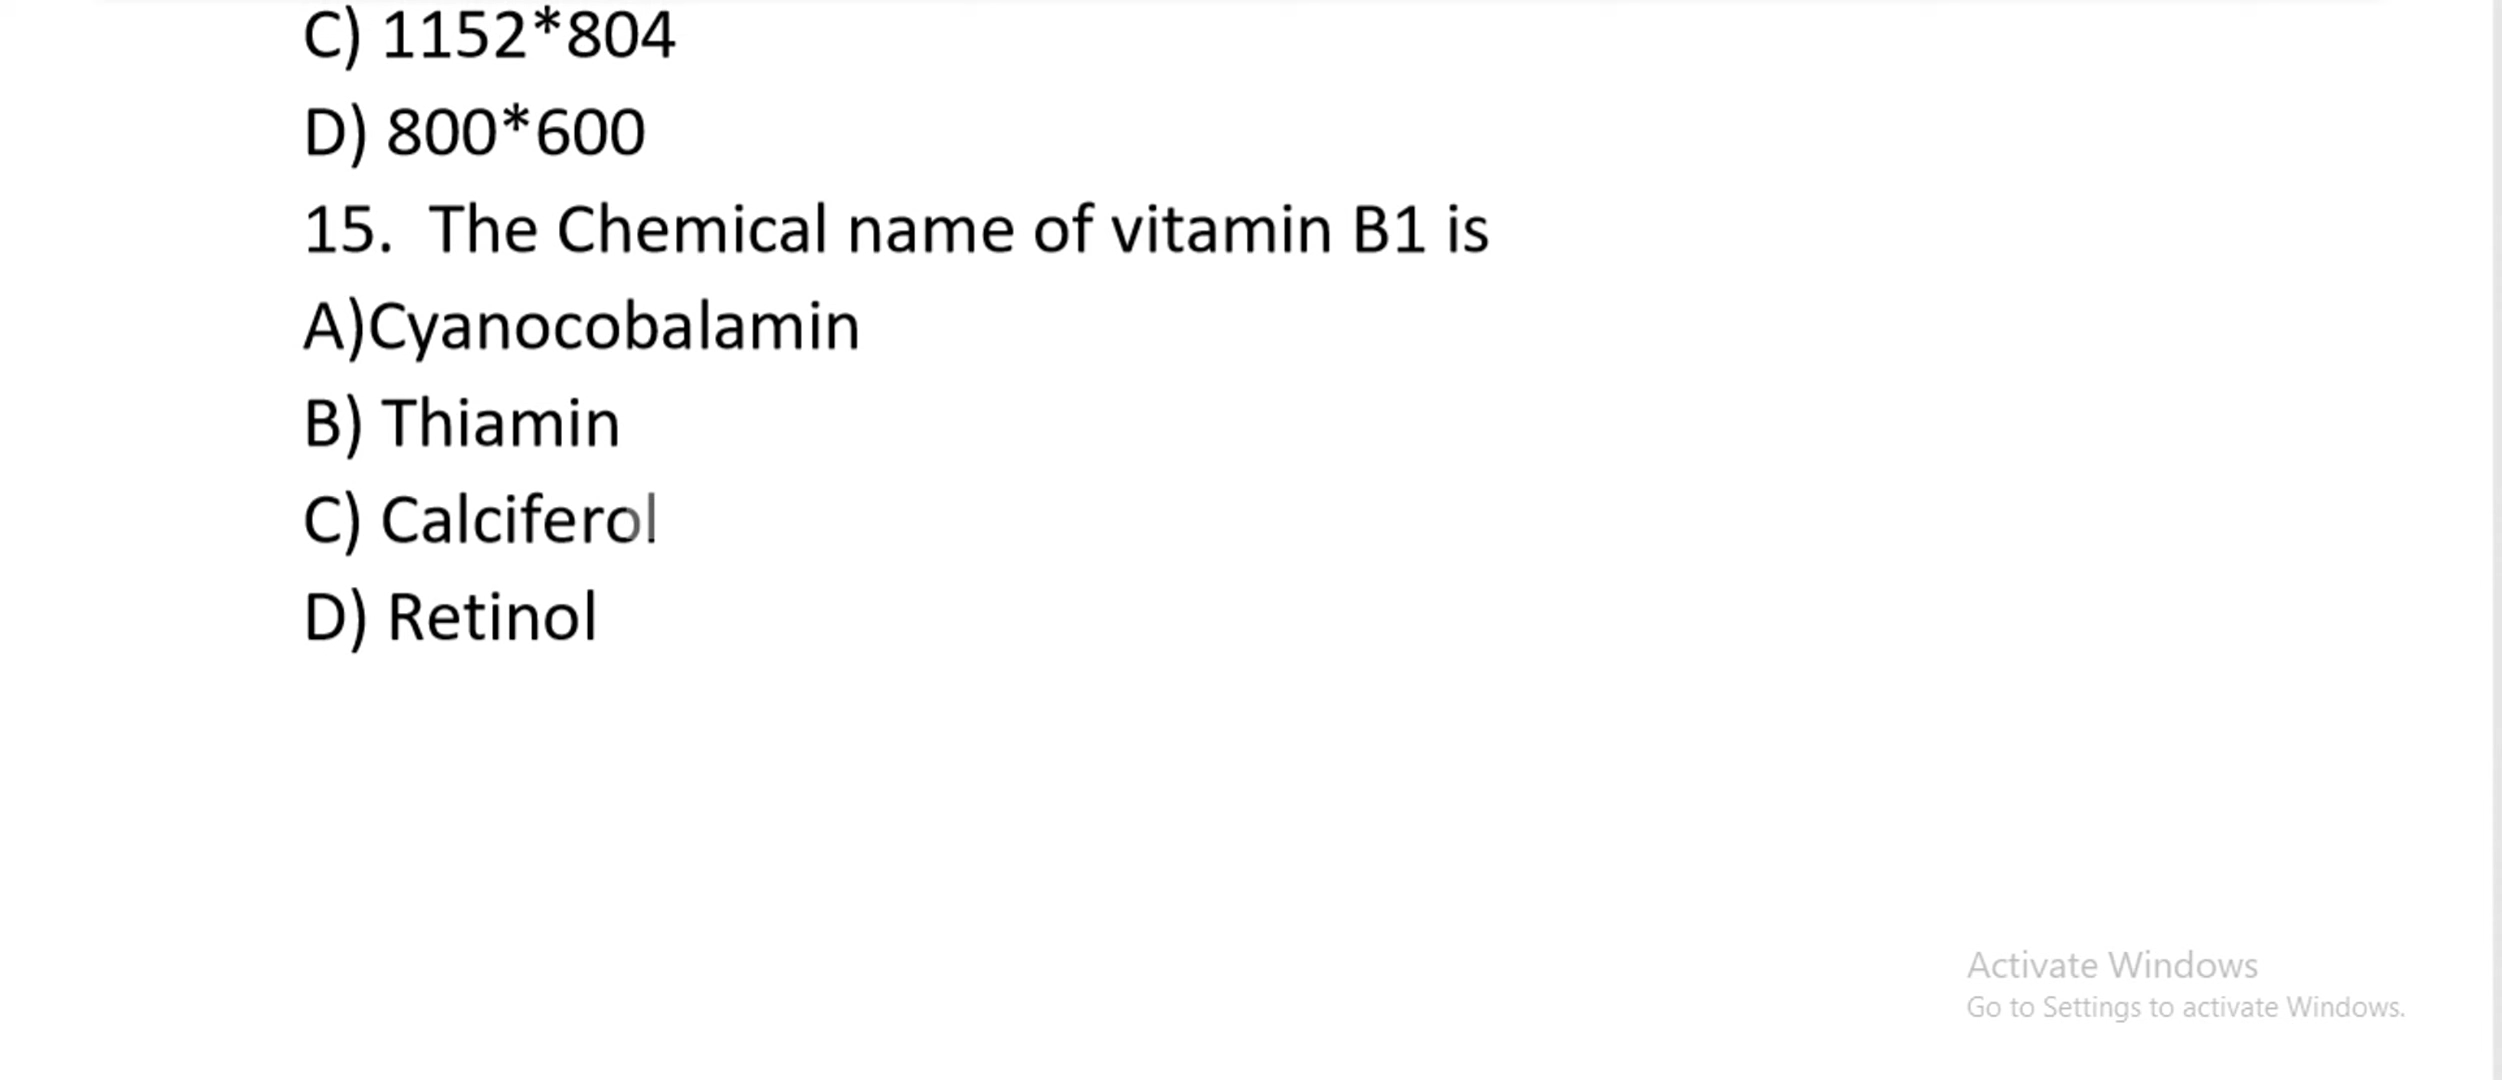 C) 1152*804
D) 800*600
15.  The Chemical name of vitamin B1 is
A)Cyanocobalamin
B) Thiamin
C) Calciferol
D) Retinol
Activate Windows
Go to Settings to activate Windows.